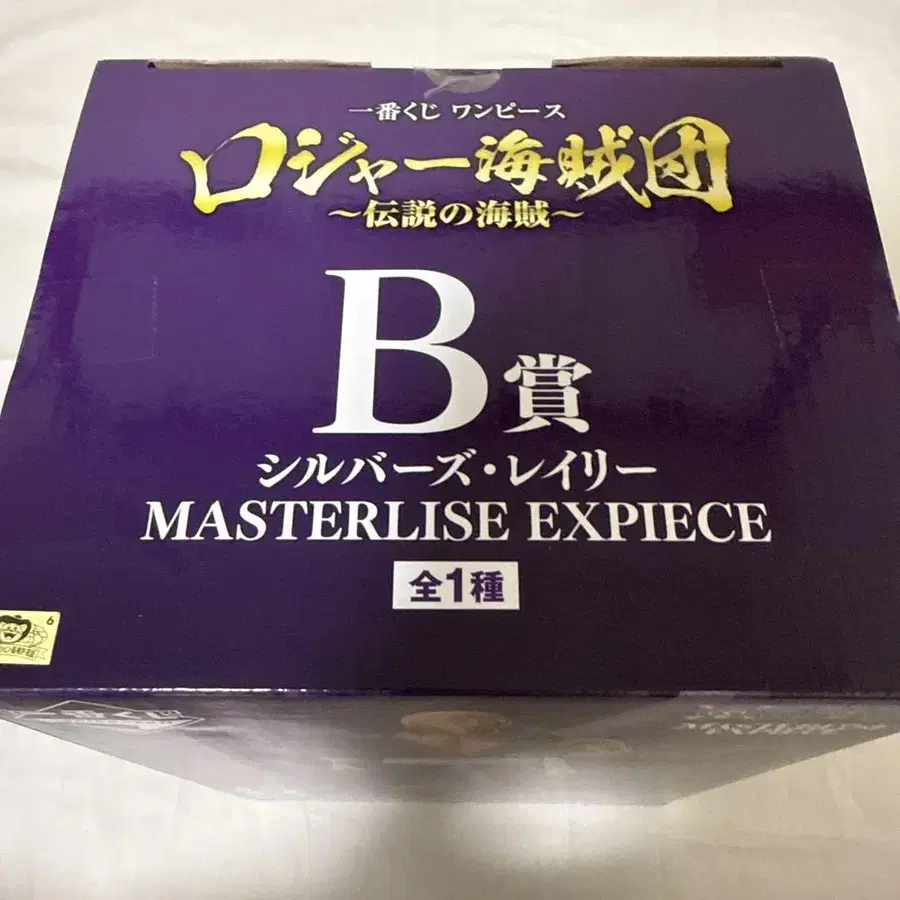 一番くじ ワンピース
ロジャー海賊団
～伝説の海賊～
B賞
シルバーズ・レイリー
MASTERLISE EXPIECE
全1種
6